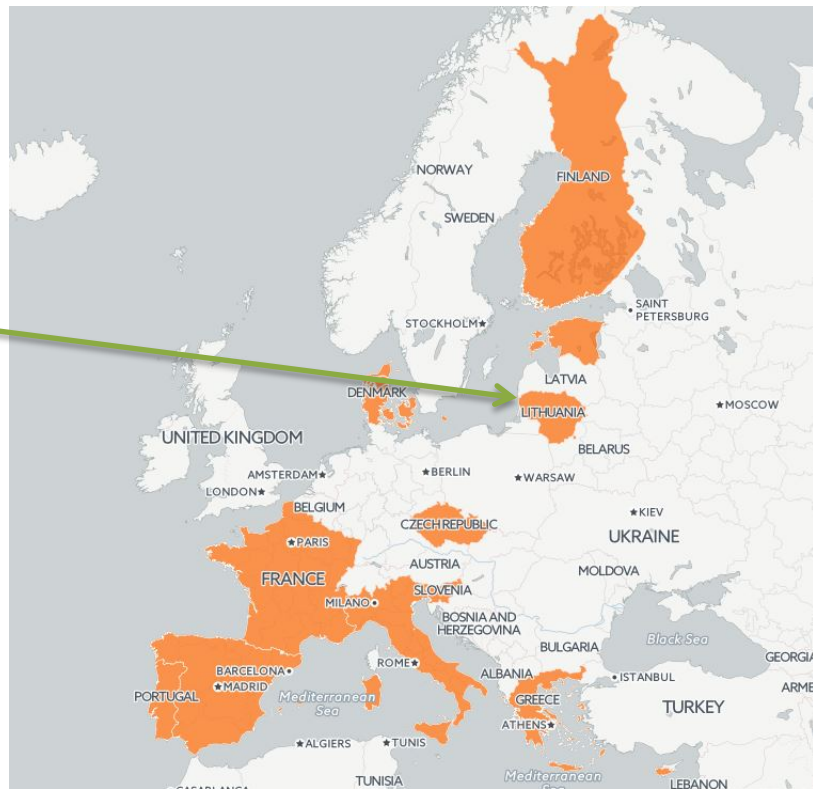 NORWAY
FINLAND
SWEDEN
SAINT
PETERSBURG
STOCKHOLM
LATVIA
DENMARK
LITHUANIA
MOSCOW
UNITED KINGDOM
BELARUS
AMSTERDAM
BERLIN
WARSAW
LONDON
BELGIUM
KIEV
CZECH REPUBLIC
UKRAINE
PARIS
AUSTRIA
MOLDOVA
FRANCE
SLOVENIA
MILANO
BOSNIA AND
HERZEGOVINA
Black Sea
BULGARIA
GEORGIA
ROME
BARCELONA
ALBANIA
ISTANBUL
MADRID
PORTUGAL
Mediterranean
Sea
GREECE
ARME
TURKEY
ATHENS
ALGIERS
TUNIS
TUNISIA
Mediterranean
LEBANON